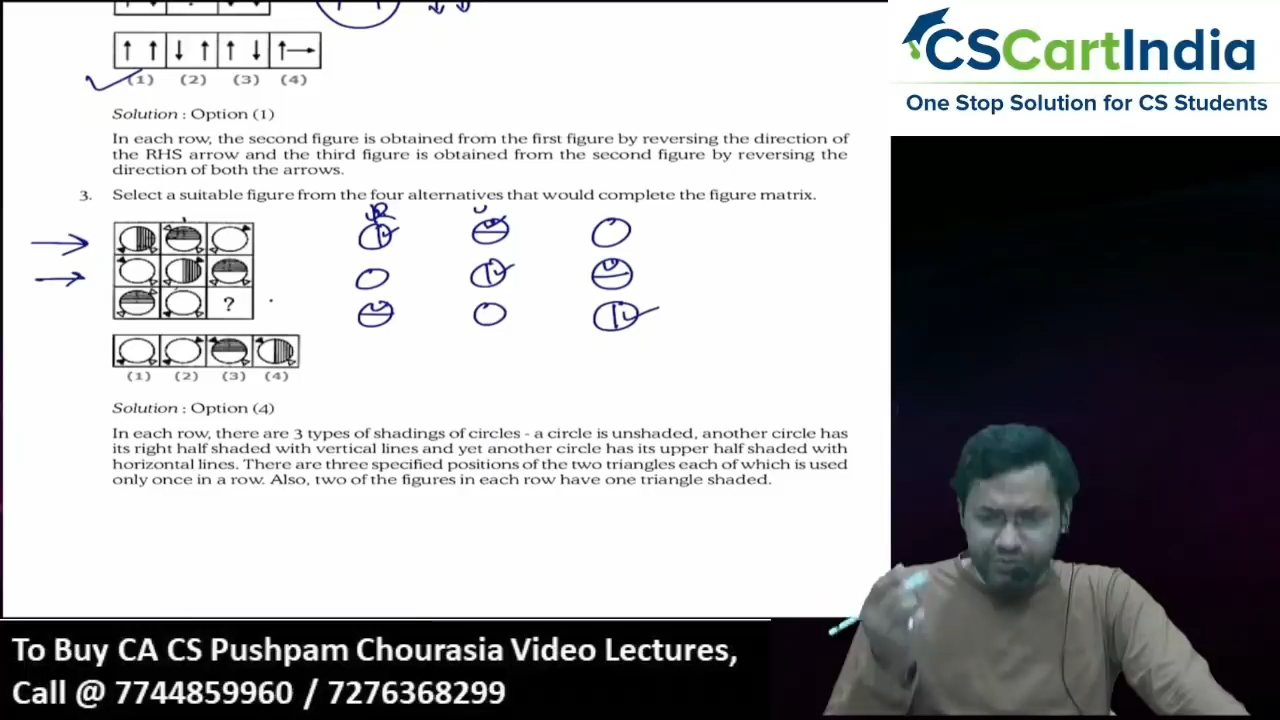 (1) (2) (3) (4)
Solution : Option (1)
In each row, the second figure is obtained from the first figure by reversing the direction of
the RHS arrow and the third figure is obtained from the second figure by reversing the
direction of both the arrows.
3. Select a suitable figure from the four alternatives that would complete the figure matrix.
?
(1) (2) (3) (4)
Solution : Option (4)
In each row, there are 3 types of shadings of circles - a circle is unshaded, another circle has
its right half shaded with vertical lines and yet another circle has its upper half shaded with
horizontal lines. There are three specified positions of the two triangles each of which is used
only once in a row. Also, two of the figures in each row have one triangle shaded.
CSCartIndia
One Stop Solution for CS Students
To Buy CA CS Pushpam Chourasia Video Lectures,
Call @ 7744859960 / 7276368299